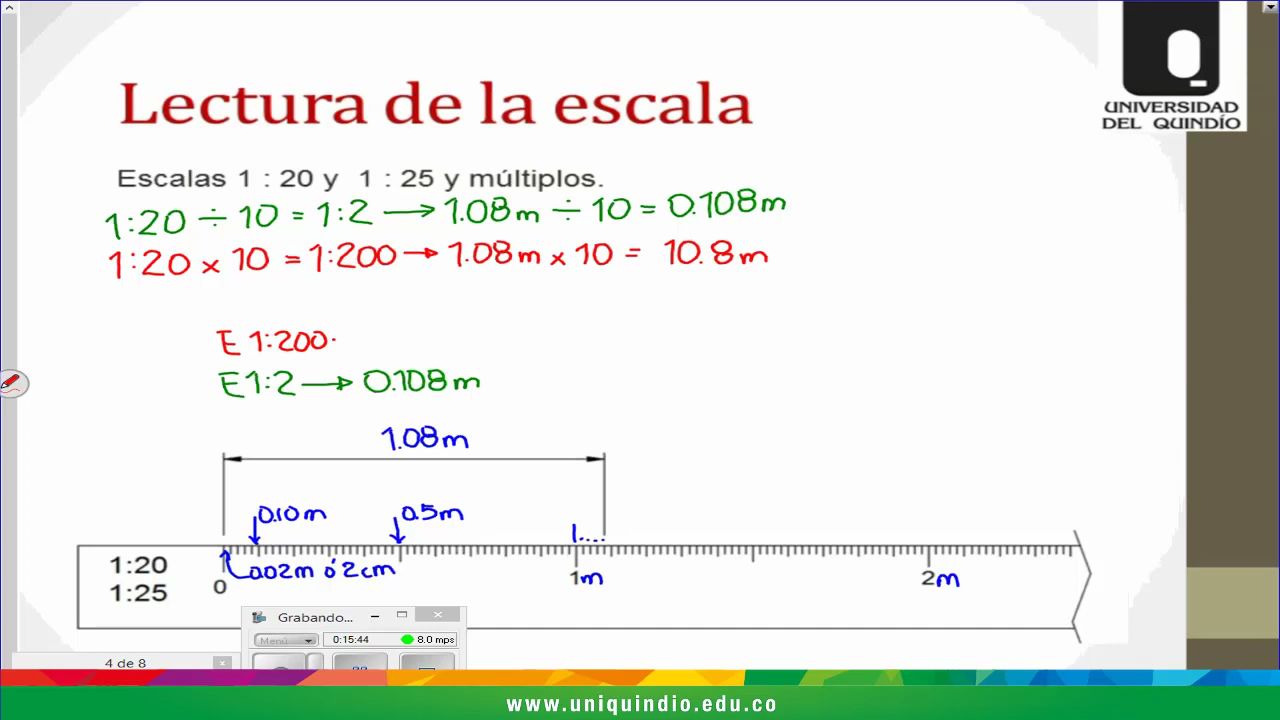 UNIVERSIDAD
DEL QUINDÍO
Lectura de la escala
Escalas 1 : 20 y 1 : 25 y múltiplos.
1:20 ÷ 10 = 1:2 → 1.08m ÷ 10 = 0.108m
1:20 x 10 = 1:200 → 1.08m x 10 = 10.8m
E 1:200
E 1:2 → 0.108m
1.08m
0.10m 0.5m
1:20
1:25
0
0.02m ó 2cm
1m
2m
Grabando...
Menú 0:15:44 8.0 mps
4 de 8
www.uniquindio.edu.co